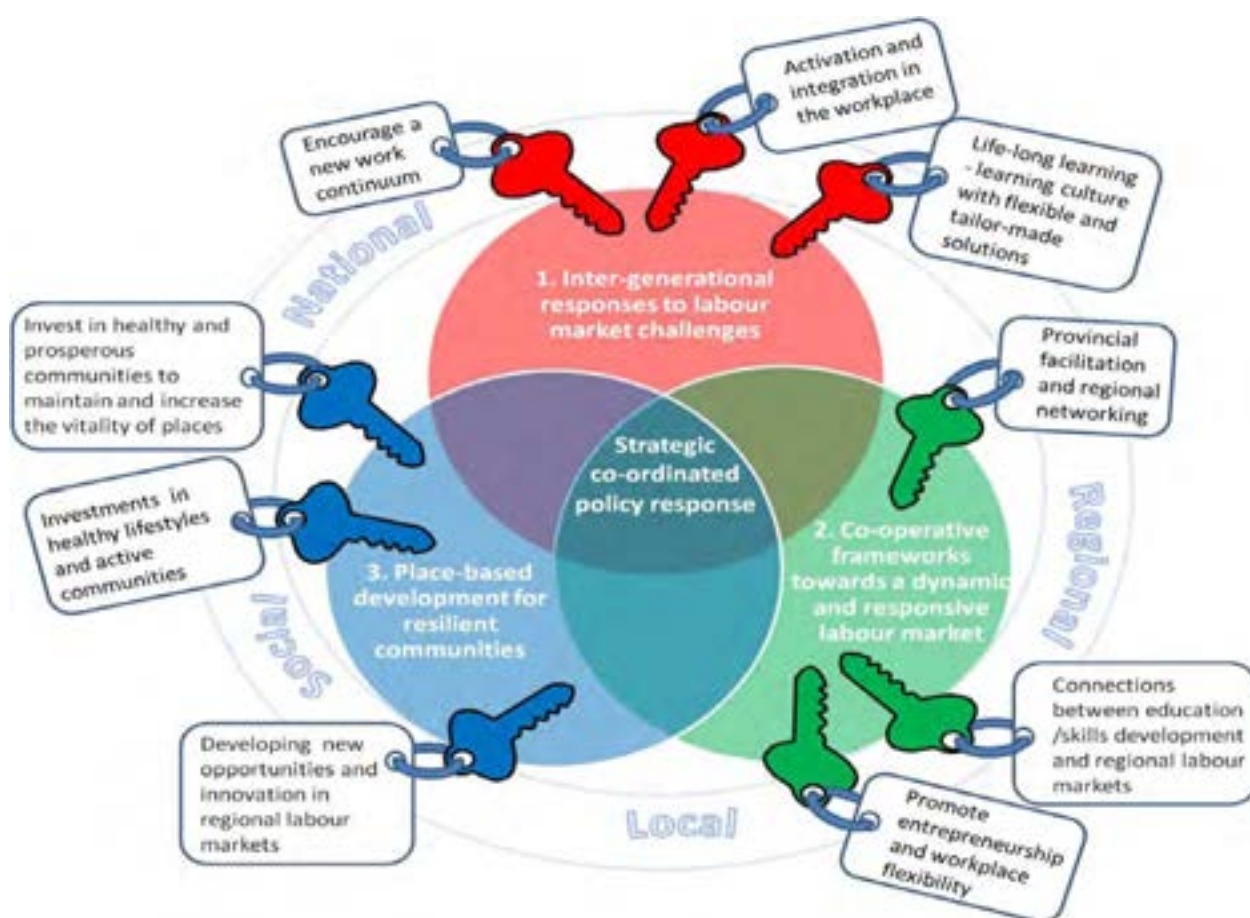 Activation and
integration in
the workplace
Encourage a
new work
continuum
Life-long learning
- learning culture
with flexible and
tailor-made
solutions
National
1. Inter-generational
responses to labour
market challenges
Invest in healthy and
prosperous
communities to
maintain and increase
the vitality of places
Provincial
facilitation
and regional
networking
Strategic
co-ordinated
policy response
Investments in
healthy lifestyles
and active
communities
Regional
2. Co-operative
frameworks
towards a dynamic
and responsive
labour market
3. Place-based
development for
resilient
communities
Social
Connections
between education
/skills development
and regional labour
markets
Developing new
opportunities and
innovation in
regional labour
markets
Local
Promote
entrepreneurship
and workplace
flexibility